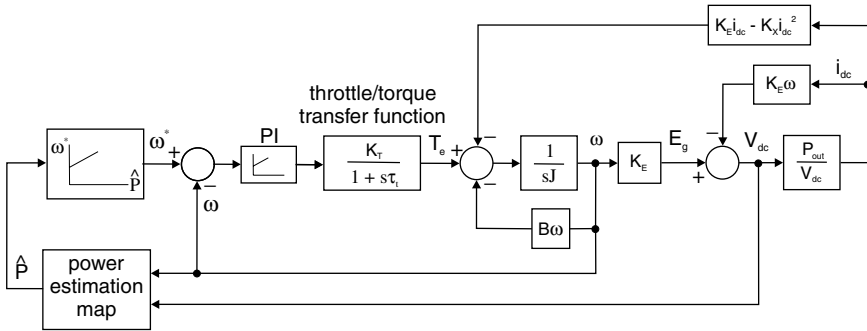 K_E i_dc - K_X i_dc^2
i_dc
K_E ω
throttle/torque
transfer function
ω*
P̂
ω*
+
−
ω
PI
K_T
1 + sτ_t
T_e
+
−
−
1
sJ
ω
K_E
E_g
+
−
V_dc
P_out
V_dc
Bω
P̂
power
estimation
map